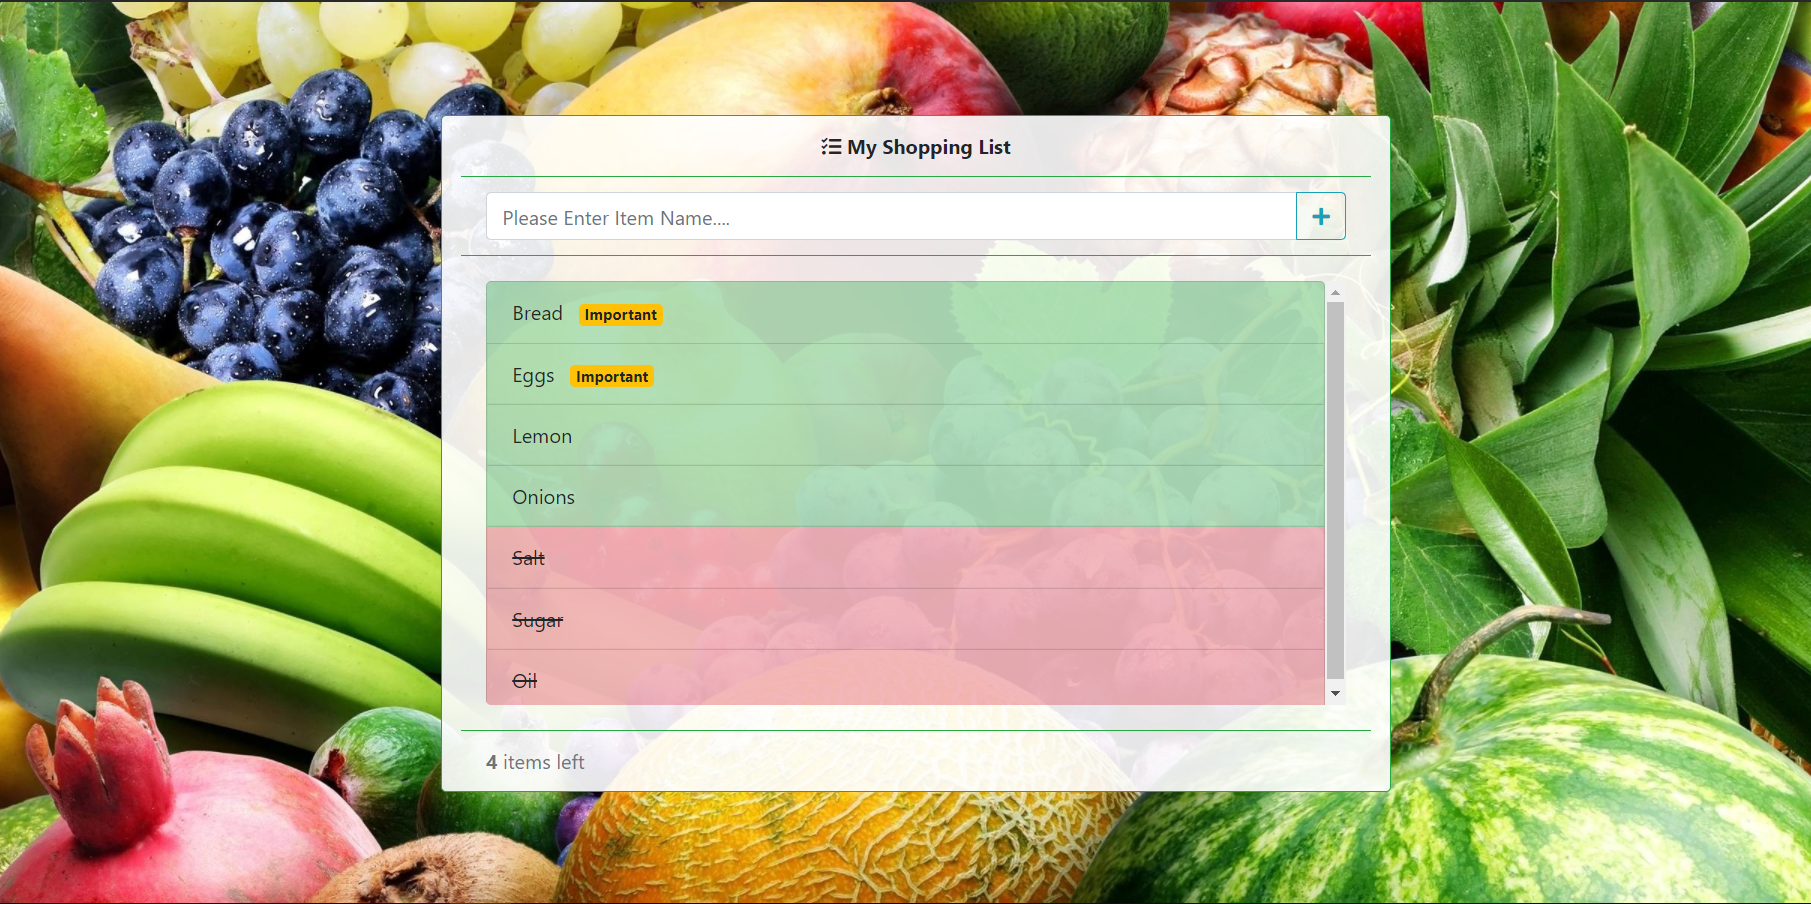 My Shopping List
Please Enter Item Name....
Bread Important
Eggs Important
Lemon
Onions
Salt
Sugar
Oil
4 items left